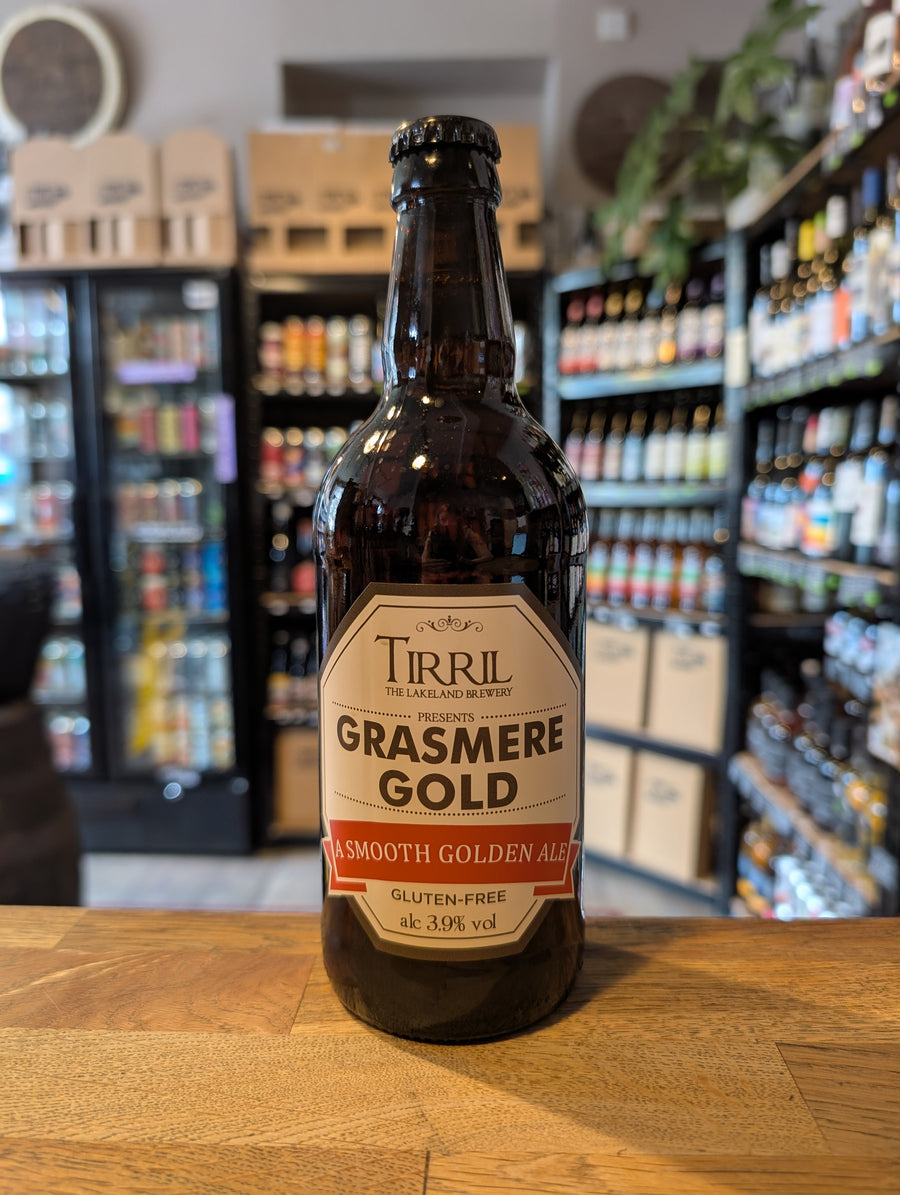 TIRRIL
THE LAKELAND BREWERY
PRESENTS
GRASMERE
GOLD
A SMOOTH GOLDEN ALE
GLUTEN-FREE
alc 3.9% vol